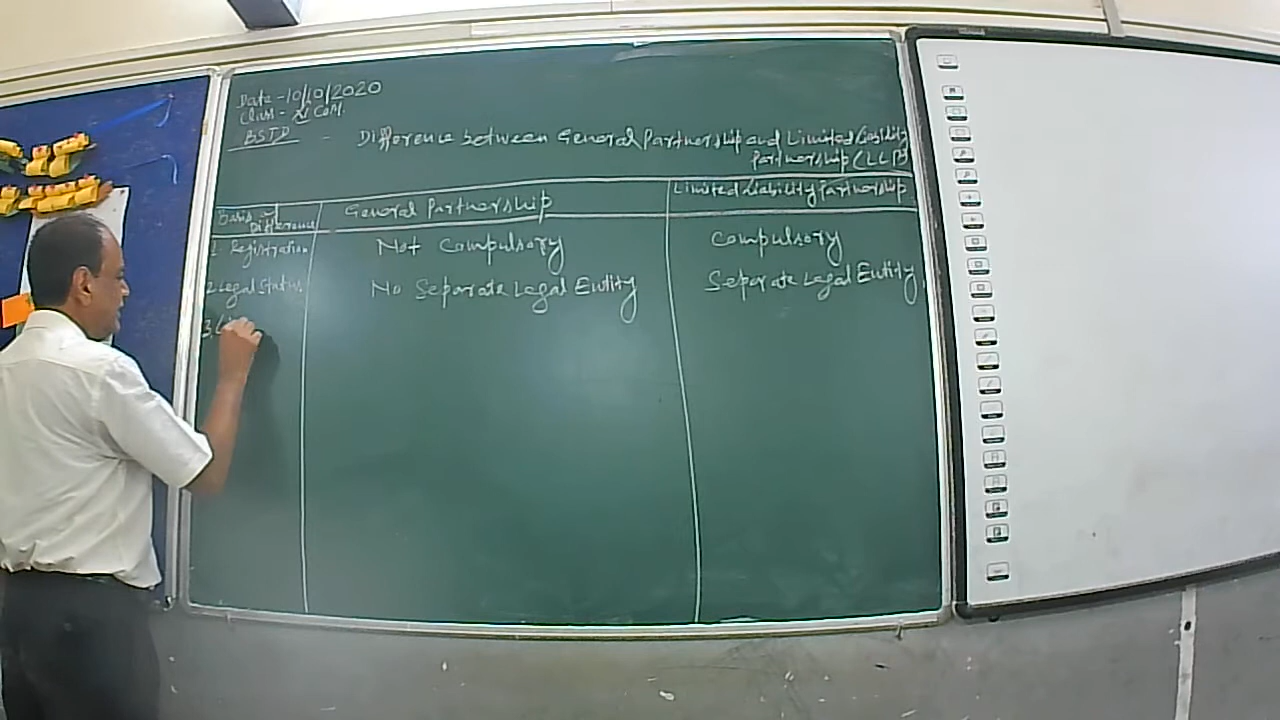 Date - 10/10/2020
Class - XI COM.
BSTD - Difference between General Partnership and Limited Liability
Partnership (LLP)
Basis of Difference
General Partnership
Limited Liability Partnership
1 Registration
Not Compulsory
Compulsory
2 Legal Status
No Separate Legal Entity
Separate Legal Entity
3. Li